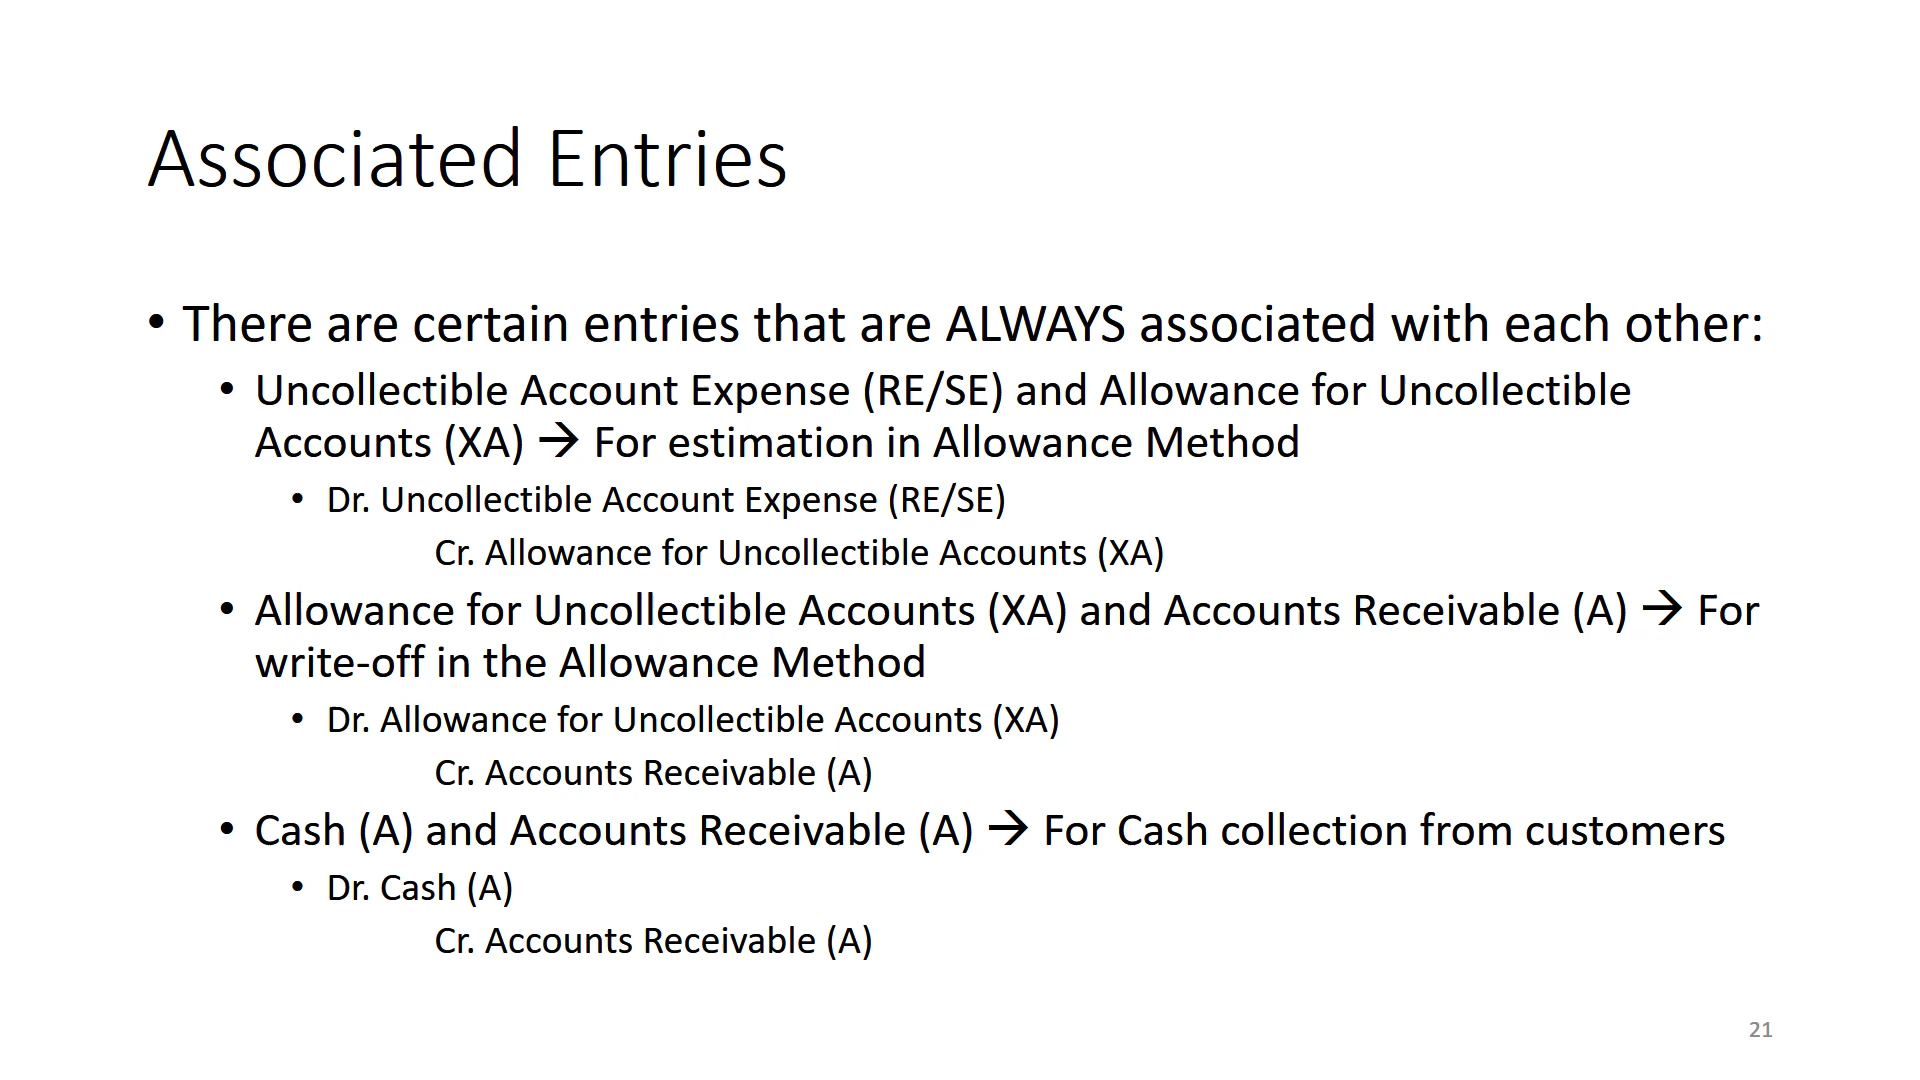 Associated Entries
• There are certain entries that are ALWAYS associated with each other:
• Uncollectible Account Expense (RE/SE) and Allowance for Uncollectible
Accounts (XA) → For estimation in Allowance Method
• Dr. Uncollectible Account Expense (RE/SE)
Cr. Allowance for Uncollectible Accounts (XA)
• Allowance for Uncollectible Accounts (XA) and Accounts Receivable (A) → For
write-off in the Allowance Method
• Dr. Allowance for Uncollectible Accounts (XA)
Cr. Accounts Receivable (A)
• Cash (A) and Accounts Receivable (A) → For Cash collection from customers
• Dr. Cash (A)
Cr. Accounts Receivable (A)
21